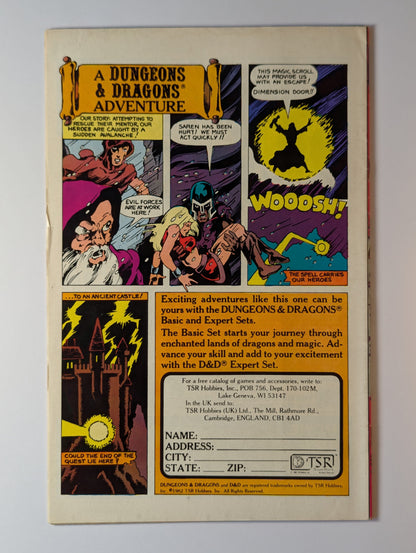 A DUNGEONS
& DRAGONS®
ADVENTURE
OUR STORY: ATTEMPTING TO
RESCUE THEIR MENTOR, OUR
HEROES ARE CAUGHT BY A
SUDDEN AVALANCHE!
EVIL FORCES
ARE AT WORK
HERE!
SAREN HAS BEEN
HURT! WE MUST
ACT QUICKLY!!
THIS MAGIC SCROLL
MAY PROVIDE US
WITH AN ESCAPE!
DIMENSION DOOR!!
WOOOSH!
THE SPELL CARRIES
OUR HEROES
...TO AN ANCIENT CASTLE!
COULD THE END OF THE
QUEST LIE HERE?
Exciting adventures like this one can be
yours with the DUNGEONS & DRAGONS®
Basic and Expert Sets.
The Basic Set starts your journey through
enchanted lands of dragons and magic. Ad-
vance your skill and add to your excitement
with the D&D® Expert Set.
For a free catalog of games and accessories, write to:
TSR Hobbies, Inc., POB 756, Dept. 170-102M,
Lake Geneva, WI 53147
In the UK send to:
TSR Hobbies (UK) Ltd., The Mill, Rathmore Rd.,
Cambridge, ENGLAND, CB1 4AD
NAME:
ADDRESS:
CITY:
STATE: ZIP:
TSR
DUNGEONS & DRAGONS and D&D are registered trademarks owned by TSR Hobbies,
Inc. ©1982 TSR Hobbies, Inc. All Rights Reserved.